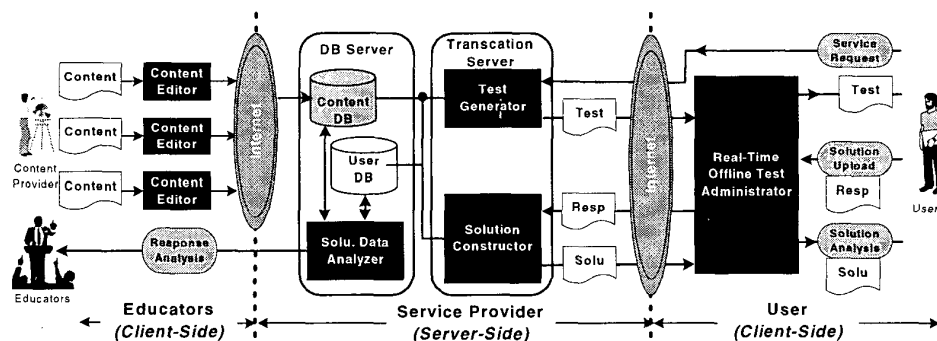 Content
Content
Editor
Content
Content
Editor
Content
Content
Editor
Content
Provider
Educators
Response
Analysis
Internet
DB Server
Content
DB
User
DB
Solu. Data
Analyzer
Transcation
Server
Test
Generator
Solution
Constructor
Test
Resp
Solu
Internet
Real-Time
Offline Test
Administrator
Service
Request
Test
Solution
Upload
Resp
Solution
Analysis
Solu
User
Educators
(Client-Side)
Service Provider
(Server-Side)
User
(Client-Side)